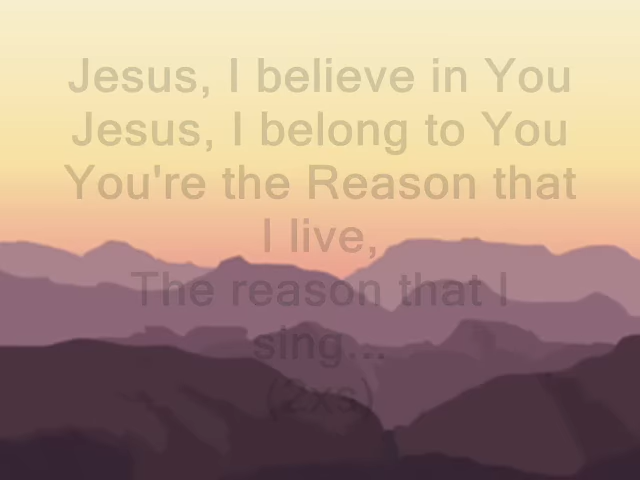 Jesus, I believe in You
Jesus, I belong to You
You're the Reason that
I live,
The reason that I
sing...
(2xs)